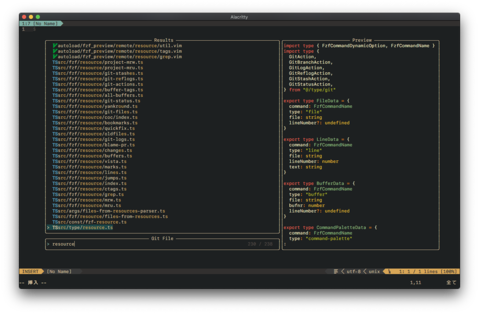 Alacritty
1:? [No Name]
Results
autoload/fzf_preview/remote/resource/util.vim
autoload/fzf_preview/remote/resource/tags.vim
autoload/fzf_preview/remote/resource/grep.vim
TSsrc/fzf/resource/project-mrw.ts
TSsrc/fzf/resource/project-mru.ts
TSsrc/fzf/resource/git-stashes.ts
TSsrc/fzf/resource/git-reflogs.ts
TSsrc/fzf/resource/git-actions.ts
TSsrc/fzf/resource/buffer-tags.ts
TSsrc/fzf/resource/all-buffers.ts
TSsrc/fzf/resource/git-status.ts
TSsrc/fzf/resource/yankround.ts
TSsrc/fzf/resource/git-files.ts
TSsrc/fzf/resource/coc/index.ts
TSsrc/fzf/resource/bookmarks.ts
TSsrc/fzf/resource/quickfix.ts
TSsrc/fzf/resource/oldfiles.ts
TSsrc/fzf/resource/git-logs.ts
TSsrc/fzf/resource/blame-pr.ts
TSsrc/fzf/resource/changes.ts
TSsrc/fzf/resource/buffers.ts
TSsrc/fzf/resource/vista.ts
TSsrc/fzf/resource/marks.ts
TSsrc/fzf/resource/lines.ts
TSsrc/fzf/resource/jumps.ts
TSsrc/fzf/resource/index.ts
TSsrc/fzf/resource/ctags.ts
TSsrc/fzf/resource/grep.ts
TSsrc/fzf/resource/mrw.ts
TSsrc/fzf/resource/mru.ts
TSsrc/args/files-from-resources-parser.ts
TSsrc/fzf/resource/files-from-resources.ts
TSsrc/const/fzf-resource.ts
> TSsrc/type/resource.ts
Git File
> resource
Preview
import type { FzfCommandDynamicOption, FzfCommandName }
import type {
GitAction,
GitBranchAction,
GitLogAction,
GitReflogAction,
GitStashAction,
GitStatusAction,
} from "@/type/git"
export type FileData = {
command: FzfCommandName
type: "file"
file: string
lineNumber?: undefined
}
export type LineData = {
command: FzfCommandName
type: "line"
file: string
lineNumber: number
text: string
}
export type BufferData = {
command: FzfCommandName
type: "buffer"
file: string
bufnr: number
lineNumber?: undefined
}
export type CommandPaletteData = {
command: FzfCommandName
type: "command-palette"
INSERT [No Name]
utf-8 < unix
1: 1 / 1 lines [100%]
-- 挿入 --
1,11
全て